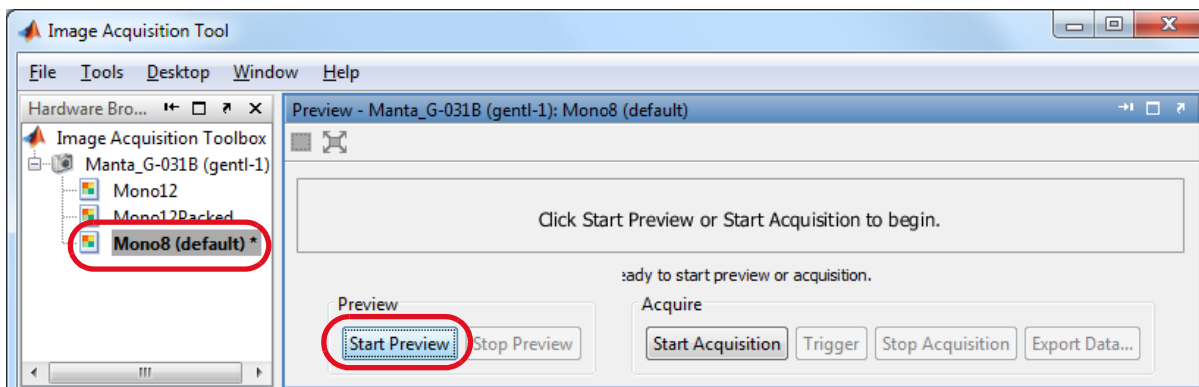 Image Acquisition Tool
File Tools Desktop Window Help
Hardware Bro...
Image Acquisition Toolbox
Manta_G-031B (gentl-1)
Mono12
Mono12Packed
Mono8 (default) *
Preview - Manta_G-031B (gentl-1): Mono8 (default)
Click Start Preview or Start Acquisition to begin.
eady to start preview or acquisition.
Preview
Start Preview Stop Preview
Acquire
Start Acquisition Trigger Stop Acquisition Export Data...